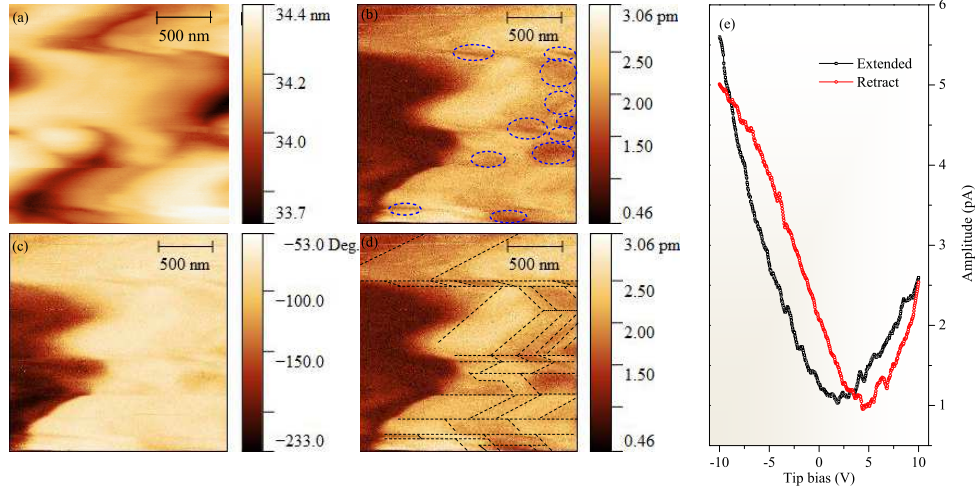 (a)
500 nm
34.4 nm
34.2
34.0
33.7
(b)
500 nm
3.06 pm
2.50
2.00
1.50
0.46
(c)
500 nm
−53.0 Deg.
−100.0
−150.0
−233.0
(d)
500 nm
3.06 pm
2.50
2.00
1.50
0.46
(e)
Extended
Retract
6
5
4
3
2
1
Amplitude (pA)
-10 -5 0 5 10
Tip bias (V)